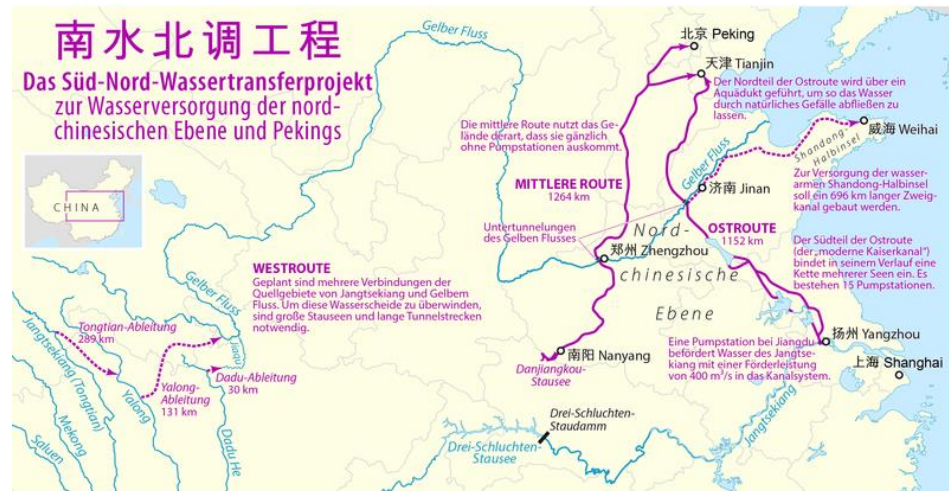 南水北调工程
Das Süd-Nord-Wassertransferprojekt
zur Wasserversorgung der nord-
chinesischen Ebene und Pekings
CHINA
Gelber Fluss
北京 Peking
天津 Tianjin
Der Nordteil der Ostroute wird über ein
Aquädukt geführt, um so das Wasser
durch natürliches Gefälle abfließen zu
lassen.
威海 Weihai
Shandong-
Halbinsel
Die mittlere Route nutzt das Ge-
lände derart, dass sie gänzlich
ohne Pumpstationen auskommt.
Gelber Fluss
济南 Jinan
Zur Versorgung der wasser-
armen Shandong-Halbinsel
soll ein 696 km langer Zweig-
kanal gebaut werden.
MITTLERE ROUTE
1264 km
Untertunnelungen
des Gelben Flusses
OSTROUTE
1152 km
Nord-
chinesische
Ebene
郑州 Zhengzhou
Der Südteil der Ostroute
(der „moderne Kaiserkanal“)
bindet in seinem Verlauf eine
Kette mehrerer Seen ein. Es
bestehen 15 Pumpstationen.
WESTROUTE
Geplant sind mehrere Verbindungen der
Quellgebiete von Jangtsekiang und Gelbem
Fluss. Um diese Wasserscheide zu überwinden,
sind große Stauseen und lange Tunnelstrecken
notwendig.
Gelber Fluss
Tongtian-Ableitung
289 km
Jangtsekiang (Tongtian)
Yalong-
Ableitung
131 km
Dadu-Ableitung
30 km
Yalong
Mekong
Saluen
Dadu He
南阳 Nanyang
Danjiangkou-
Stausee
Eine Pumpstation bei Jiangdu
befördert Wasser des Jangtse-
kiang mit einer Förderleistung
von 400 m³/s in das Kanalsystem.
扬州 Yangzhou
上海 Shanghai
Jangtsekiang
Drei-Schluchten-
Staudamm
Drei-Schluchten-
Stausee